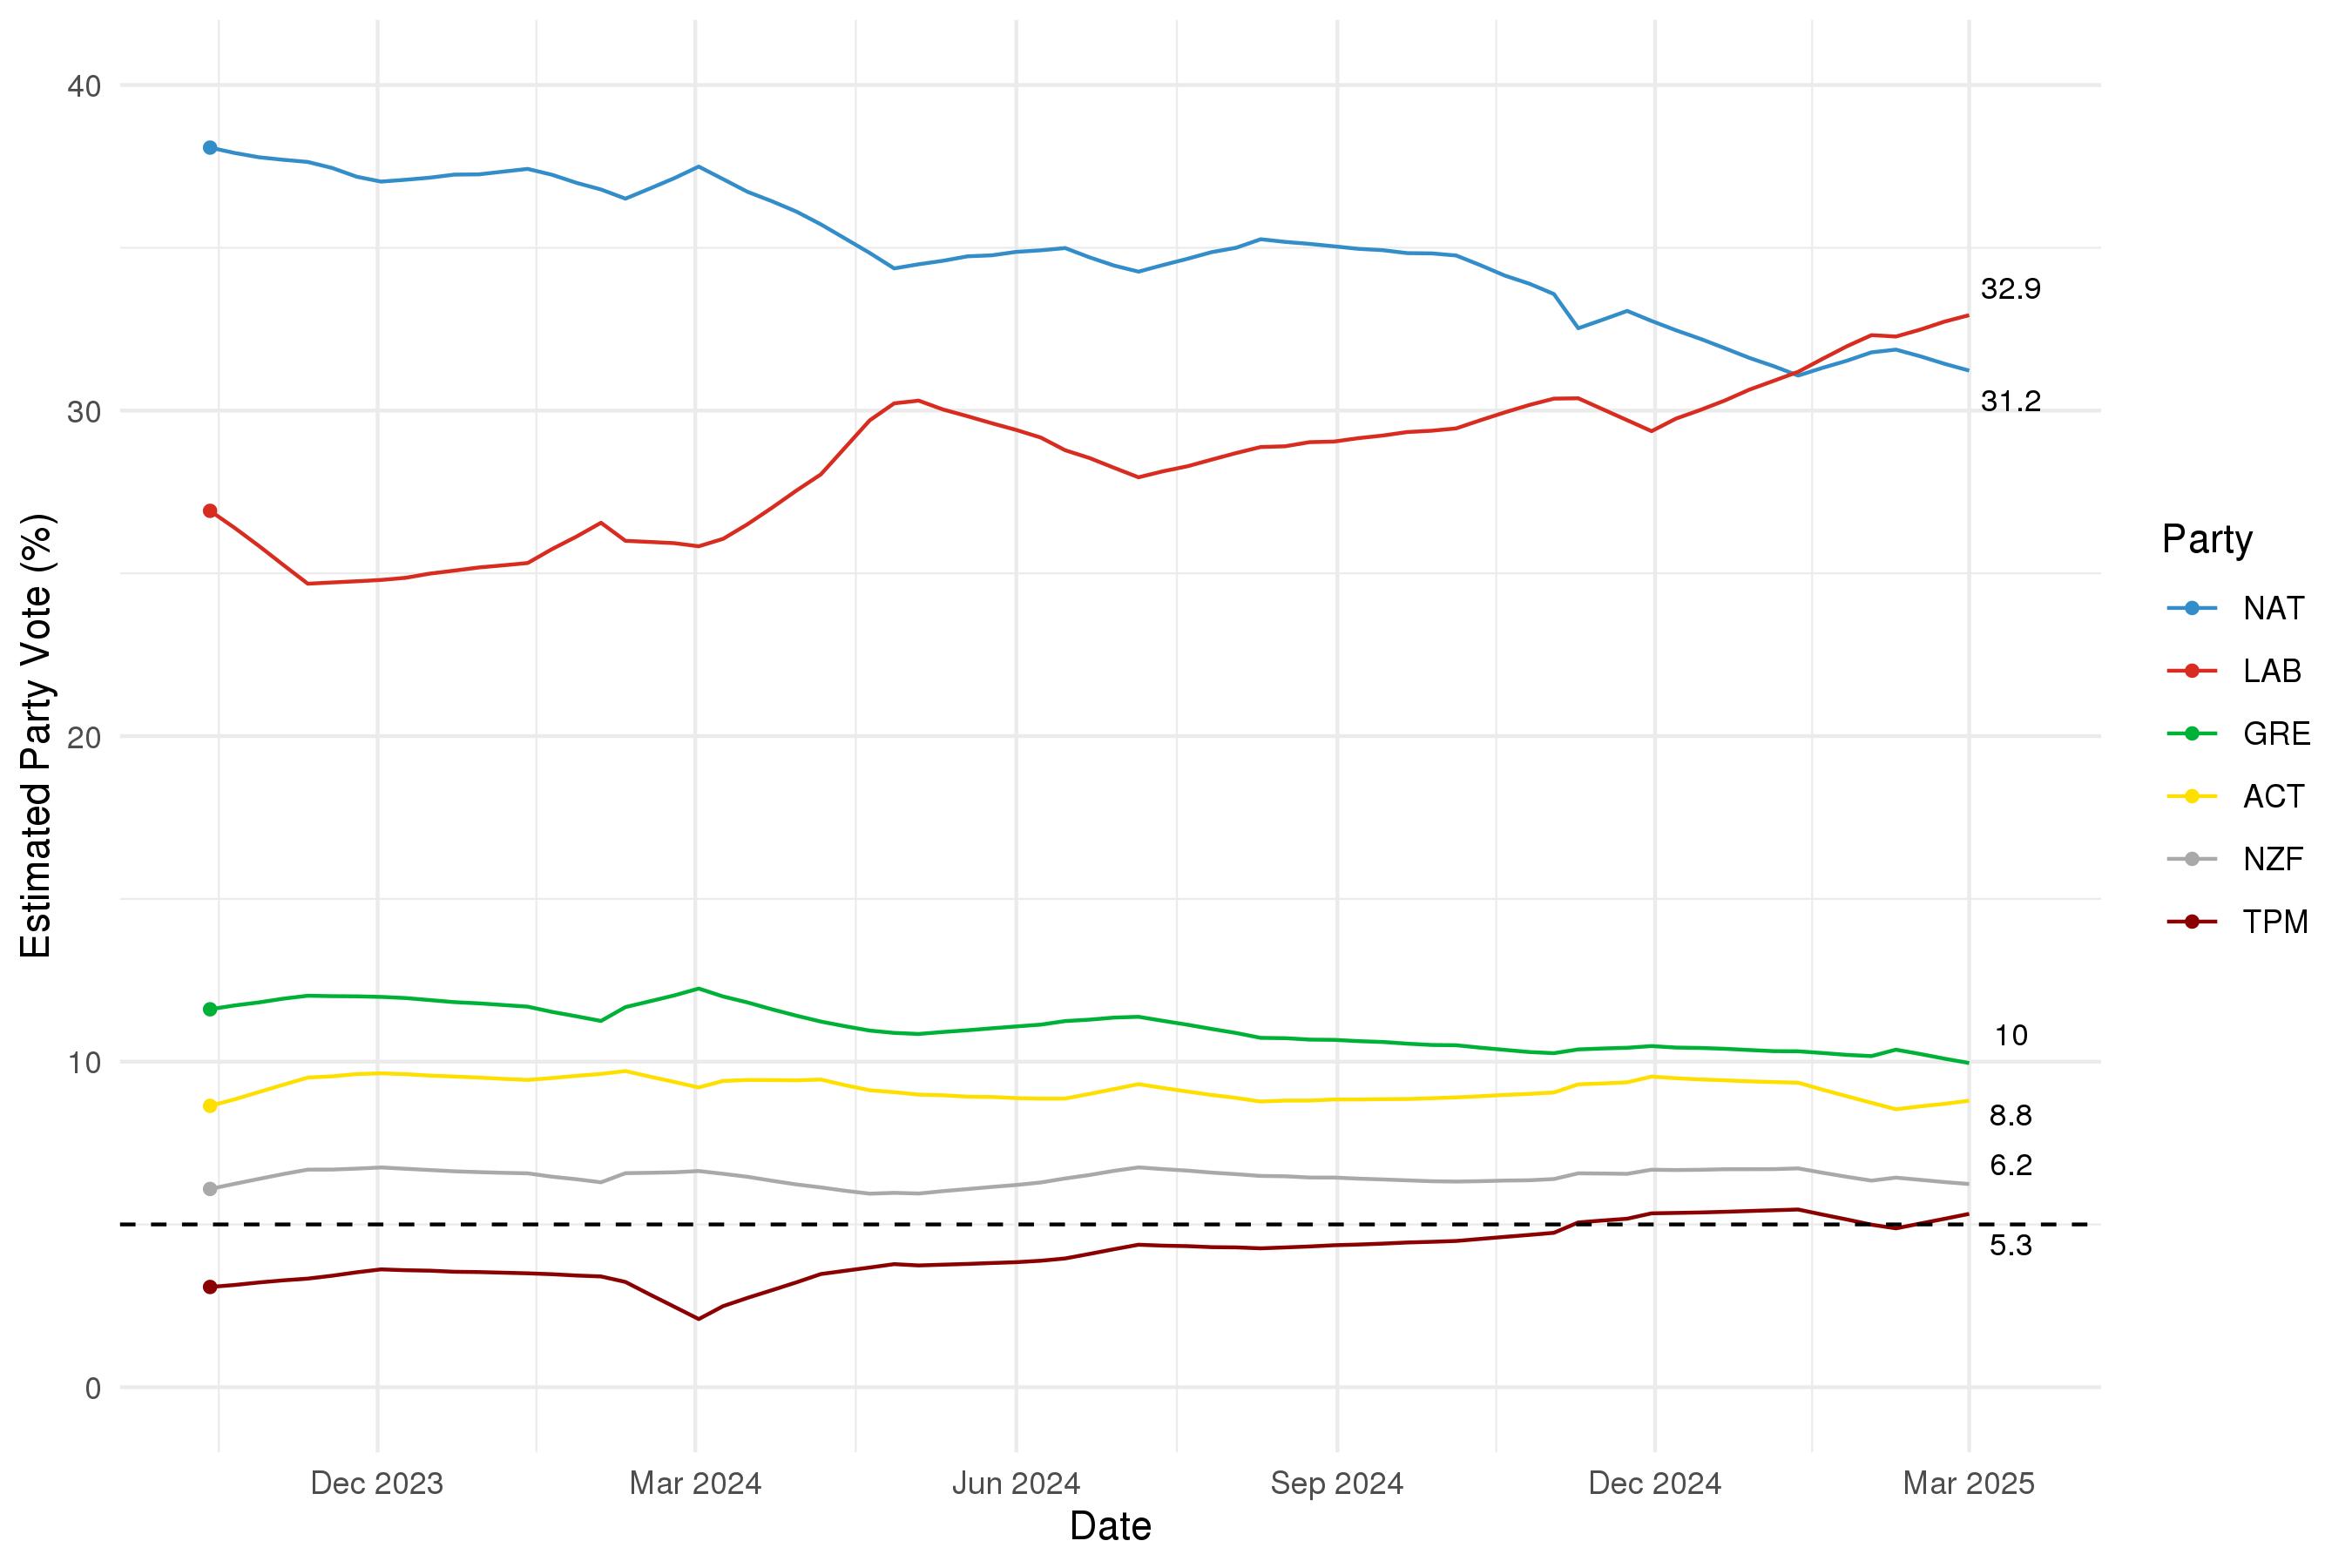 40
30
20
10
0
Estimated Party Vote (%)
32.9
31.2
10
8.8
6.2
5.3
Dec 2023
Mar 2024
Jun 2024
Sep 2024
Dec 2024
Mar 2025
Date
Party
NAT
LAB
GRE
ACT
NZF
TPM